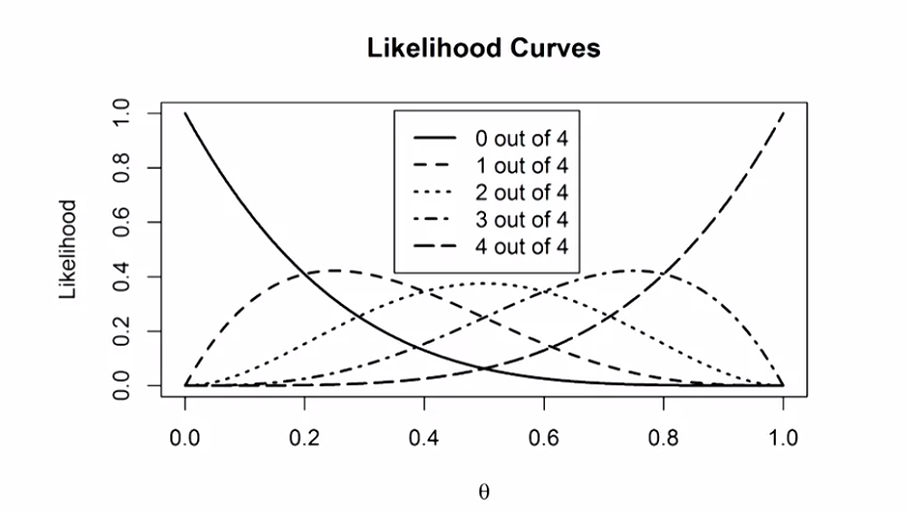 Likelihood Curves
Likelihood
1.0
0.8
0.6
0.4
0.2
0.0
0 out of 4
1 out of 4
2 out of 4
3 out of 4
4 out of 4
0.0 0.2 0.4 0.6 0.8 1.0
θ